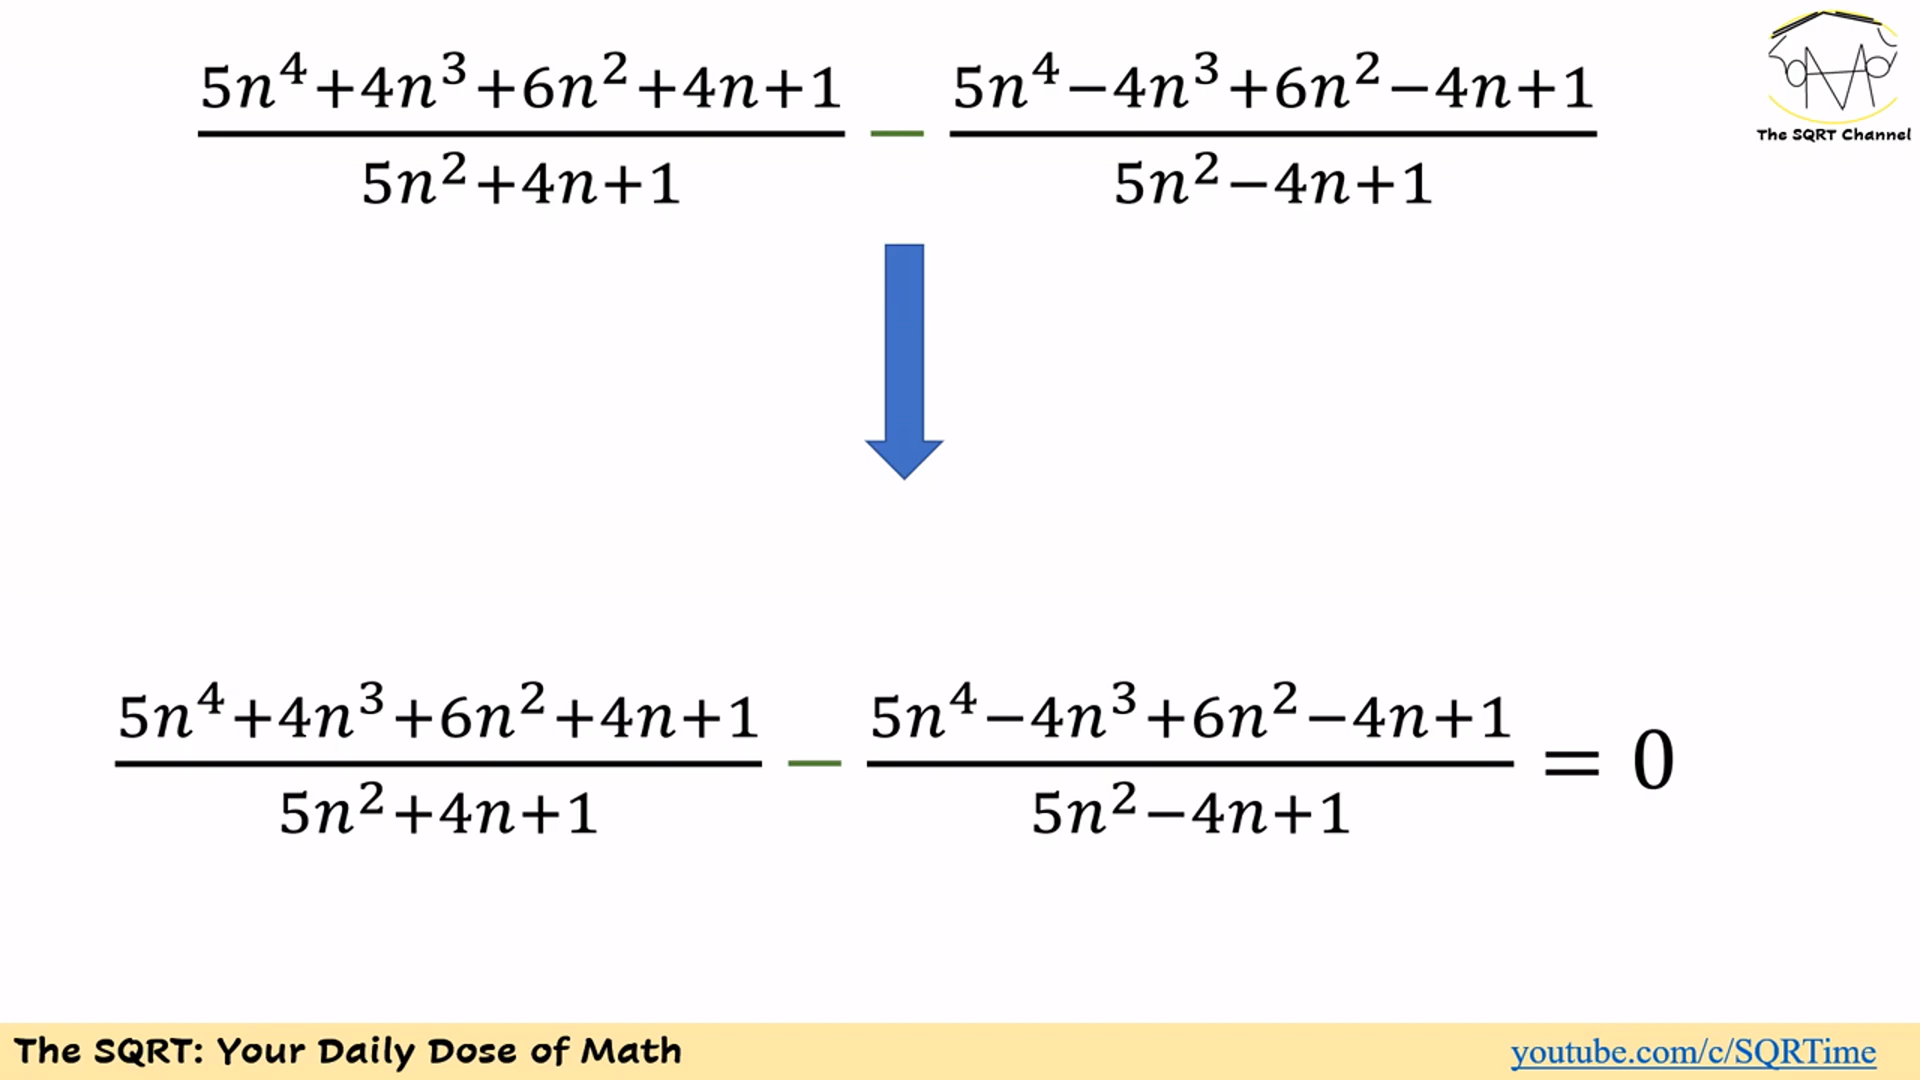 5n⁴+4n³+6n²+4n+1 5n⁴−4n³+6n²−4n+1
−
5n²+4n+1 5n²−4n+1
The SQRT Channel
5n⁴+4n³+6n²+4n+1 5n⁴−4n³+6n²−4n+1
− = 0
5n²+4n+1 5n²−4n+1
The SQRT: Your Daily Dose of Math
youtube.com/c/SQRTime